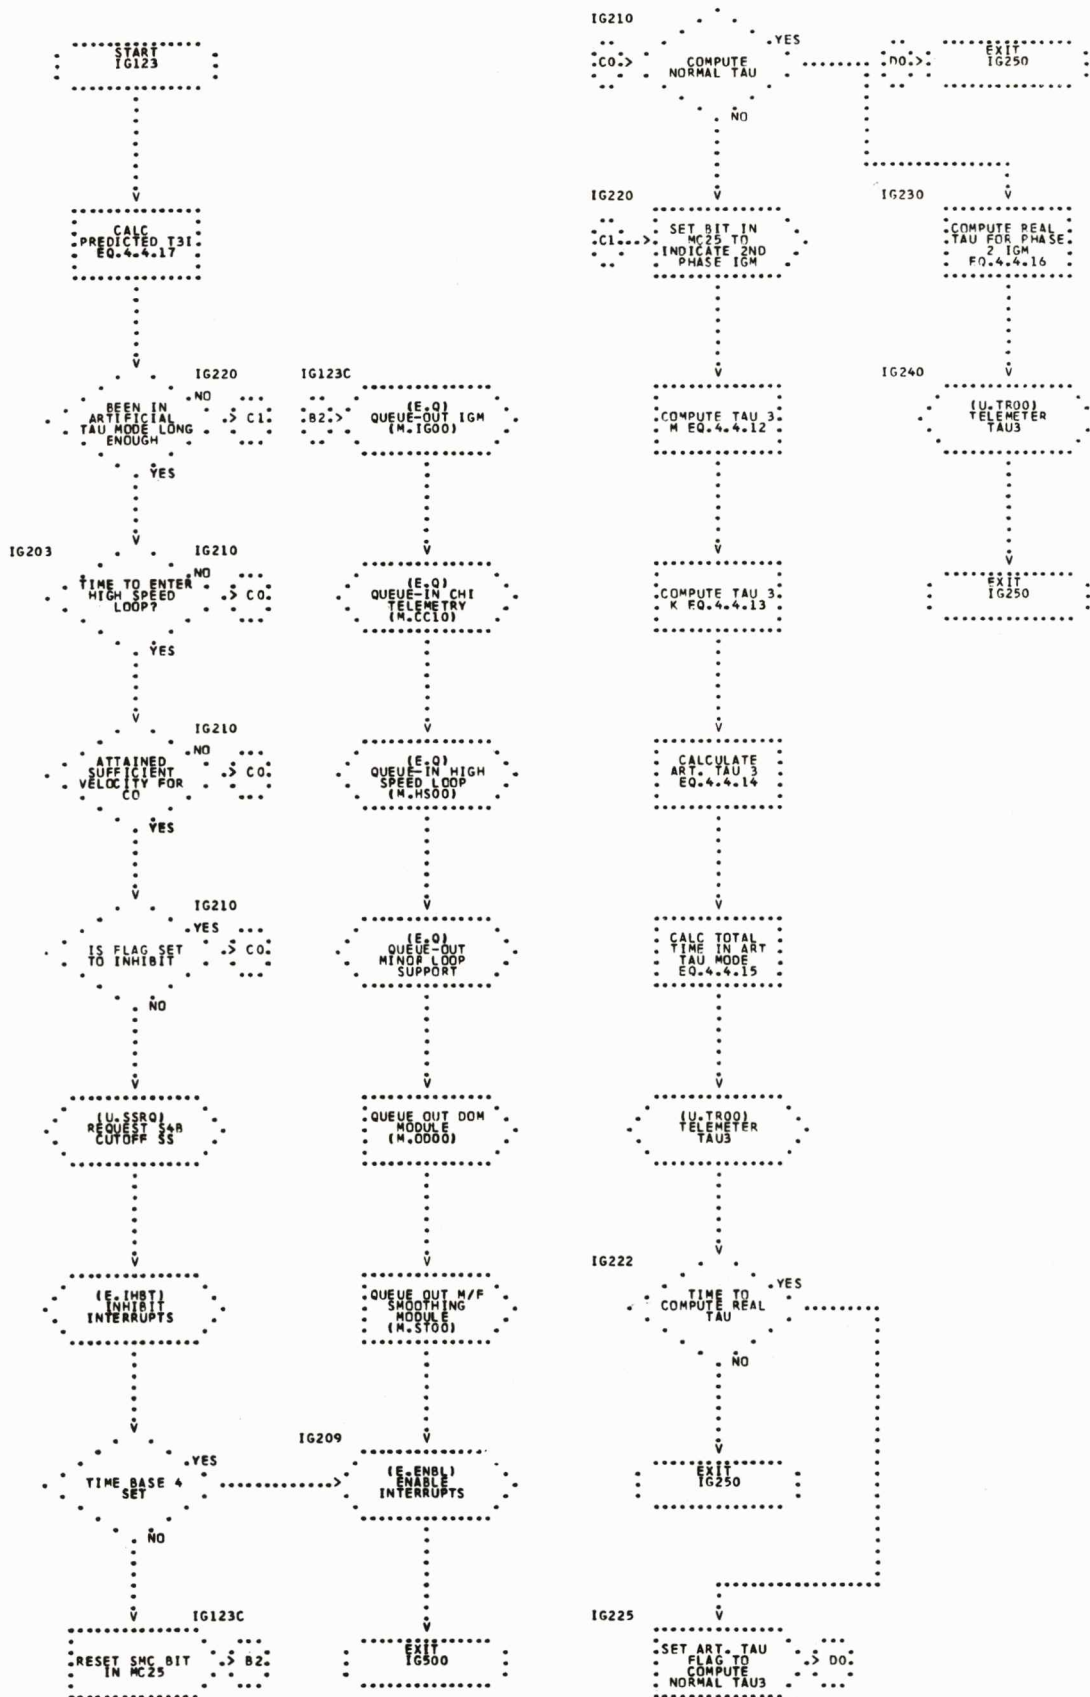 START
IG123
CALC
PREDICTED T3I
EQ.4.4.17
IG220
BEEN IN
ARTIFICIAL
TAU MODE LONG
ENOUGH
NO
> C1
YES
IG203
IG210
TIME TO ENTER
HIGH SPEED
LOOP?
NO
> C0
YES
IG210
ATTAINED
SUFFICIENT
VELOCITY FOR
CO
NO
> C0
YES
IG210
IS FLAG SET
TO INHIBIT
YES
> C0
NO
(U.SSRQ)
REQUEST S4B
CUTOFF SS
(E.IHBT)
INHIBIT
INTERRUPTS
TIME BASE 4
SET
YES
NO
IG123C
RESET SMC BIT
IN MC25
> B2
IG123C
B2.>
(E.Q)
QUEUE-OUT IGM
(M.IG00)
(E.Q)
QUEUE-IN CHI
TELEMETRY
(M.CC10)
(E.Q)
QUEUE-IN HIGH
SPEED LOOP
(M.HS00)
(E.Q)
QUEUE-OUT
MINOR LOOP
SUPPORT
QUEUE OUT DOM
MODULE
(M.OD00)
QUEUE OUT M/F
SMOOTHING
MODULE
(M.ST00)
IG209
(E.ENBL)
ENABLE
INTERRUPTS
EXIT
IG500
IG210
C0.>
COMPUTE
NORMAL TAU
YES
NO
IG220
C1...>
SET BIT IN
MC25 TO
INDICATE 2ND
PHASE IGM
COMPUTE TAU 3
M EQ.4.4.12
COMPUTE TAU 3
K EQ.4.4.13
CALCULATE
ART. TAU 3
EQ.4.4.14
CALC TOTAL
TIME IN ART
TAU MODE
EQ.4.4.15
(U.TR00)
TELEMETER
TAU3
IG222
TIME TO
COMPUTE REAL
TAU
YES
NO
EXIT
IG250
IG225
SET ART. TAU
FLAG TO
COMPUTE
NORMAL TAU3
> D0
D0.>
EXIT
IG250
IG230
COMPUTE REAL
TAU FOR PHASE
2 IGM
EQ.4.4.16
IG240
(U.TR00)
TELEMETER
TAU3
EXIT
IG250